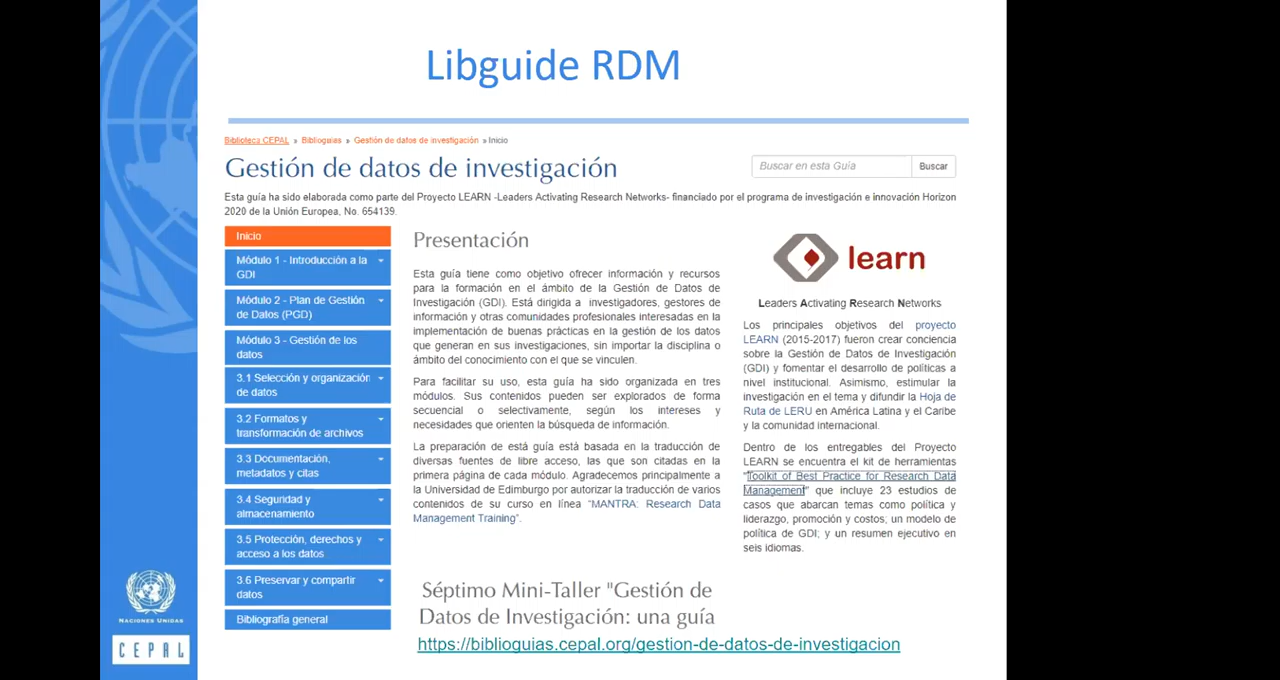 Libguide RDM
Biblioteca CEPAL » Biblioguias » Gestión de datos de investigación » Inicio
Gestión de datos de investigación
Buscar en esta Guía
Buscar
Esta guía ha sido elaborada como parte del Proyecto LEARN -Leaders Activating Research Networks- financiado por el programa de investigación e innovación Horizon
2020 de la Unión Europea, No. 654139.
Inicio
Módulo 1 - Introducción a la
GDI
Módulo 2 - Plan de Gestión
de Datos (PGD)
Módulo 3 - Gestión de los
datos
3.1 Selección y organización
de datos
3.2 Formatos y
transformación de archivos
3.3 Documentación,
metadatos y citas
3.4 Seguridad y
almacenamiento
3.5 Protección, derechos y
acceso a los datos
3.6 Preservar y compartir
datos
Bibliografía general
Presentación
Esta guía tiene como objetivo ofrecer información y recursos
para la formación en el ámbito de la Gestión de Datos de
Investigación (GDI). Está dirigida a investigadores, gestores de
información y otras comunidades profesionales interesadas en la
implementación de buenas prácticas en la gestión de los datos
que generan en sus investigaciones, sin importar la disciplina o
ámbito del conocimiento con el que se vinculen.
Para facilitar su uso, esta guía ha sido organizada en tres
módulos. Sus contenidos pueden ser explorados de forma
secuencial o selectivamente, según los intereses y
necesidades que orienten la búsqueda de información.
La preparación de está guía está basada en la traducción de
diversas fuentes de libre acceso, las que son citadas en la
primera página de cada módulo. Agradecemos principalmente a
la Universidad de Edimburgo por autorizar la traducción de varios
contenidos de su curso en línea “MANTRA: Research Data
Management Training”.
learn
Leaders Activating Research Networks
Los principales objetivos del proyecto
LEARN (2015-2017) fueron crear conciencia
sobre la Gestión de Datos de Investigación
(GDI) y fomentar el desarrollo de políticas a
nivel institucional. Asimismo, estimular la
investigación en el tema y difundir la Hoja de
Ruta de LERU en América Latina y el Caribe
y la comunidad internacional.
Dentro de los entregables del Proyecto
LEARN se encuentra el kit de herramientas
“Toolkit of Best Practice for Research Data
Management” que incluye 23 estudios de
casos que abarcan temas como política y
liderazgo, promoción y costos; un modelo de
política de GDI; y un resumen ejecutivo en
seis idiomas.
Séptimo Mini-Taller "Gestión de
Datos de Investigación: una guía
https://biblioguias.cepal.org/gestion-de-datos-de-investigacion
NACIONES UNIDAS
CEPAL